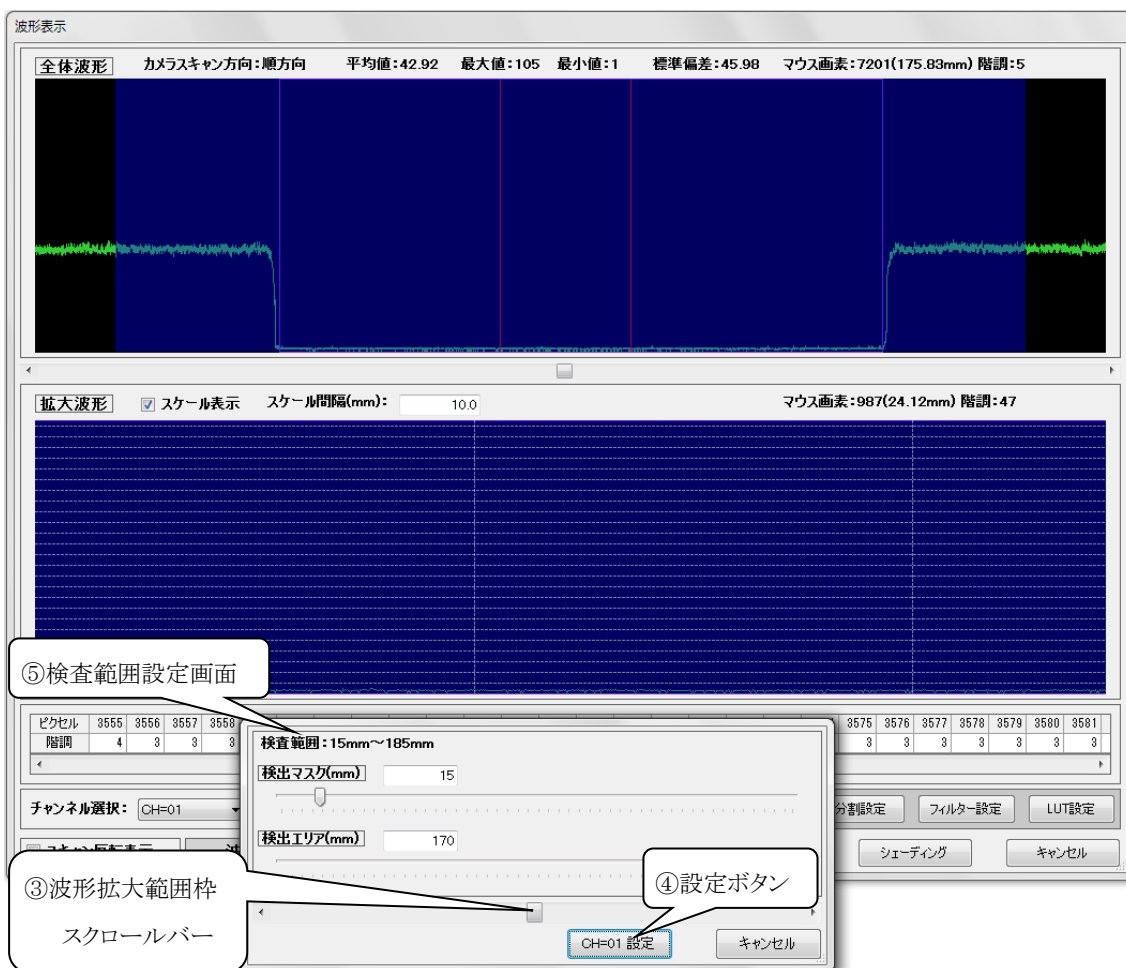 波形表示
全体波形 カメラスキャン方向：順方向 平均値：42.92 最大値：105 最小値：1 標準偏差：45.98 マウス画素：7201(175.83mm) 階調：5
拡大波形 スケール表示 スケール間隔(mm)： 10.0 マウス画素：987(24.12mm) 階調：47
⑤検査範囲設定画面
ピクセル 3555 3556 3557 3558 3575 3576 3577 3578 3579 3580 3581
階調 4 3 3 3 3 3 3 3 3 3 3
検査範囲：15mm～185mm
検出マスク(mm) 15
チャンネル選択： CH=01 分割設定 フィルター設定 LUT設定
検出エリア(mm) 170
シェーディング キャンセル
③波形拡大範囲枠
スクロールバー
④設定ボタン
CH=01 設定 キャンセル